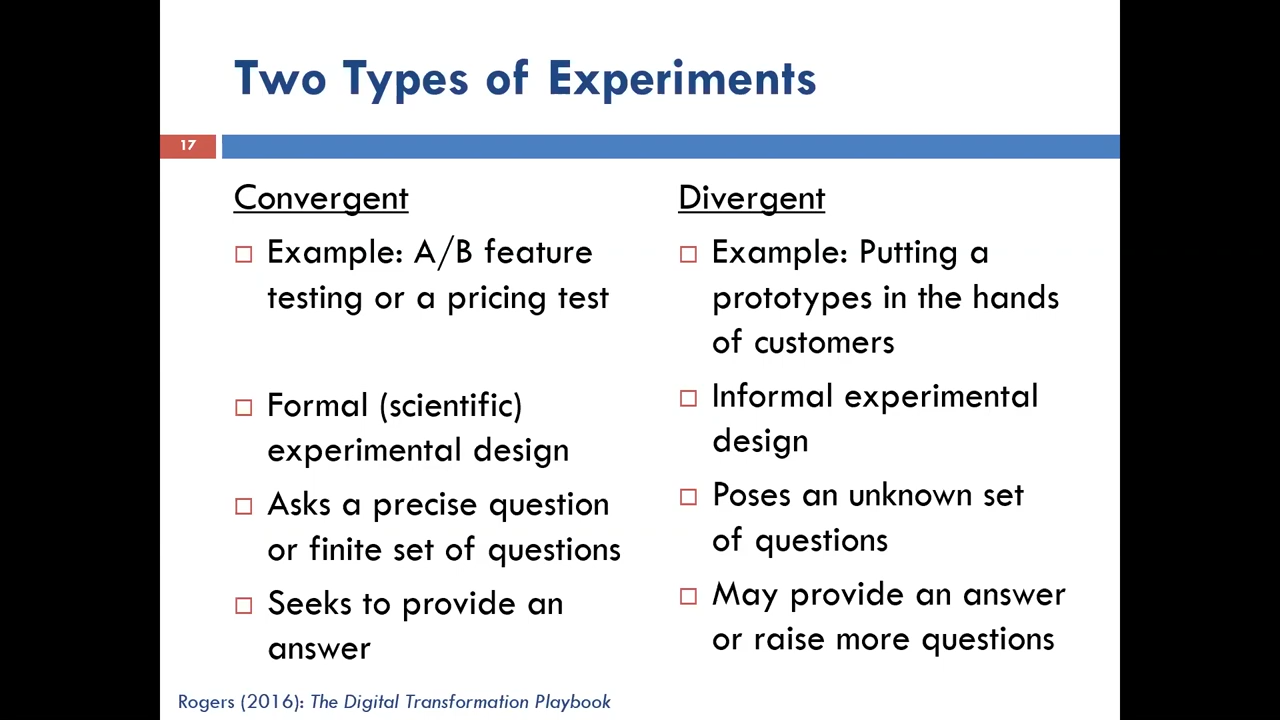 Two Types of Experiments
17
Convergent
□ Example: A/B feature
testing or a pricing test
□ Formal (scientific)
experimental design
□ Asks a precise question
or finite set of questions
□ Seeks to provide an
answer
Divergent
□ Example: Putting a
prototypes in the hands
of customers
□ Informal experimental
design
□ Poses an unknown set
of questions
□ May provide an answer
or raise more questions
Rogers (2016): The Digital Transformation Playbook